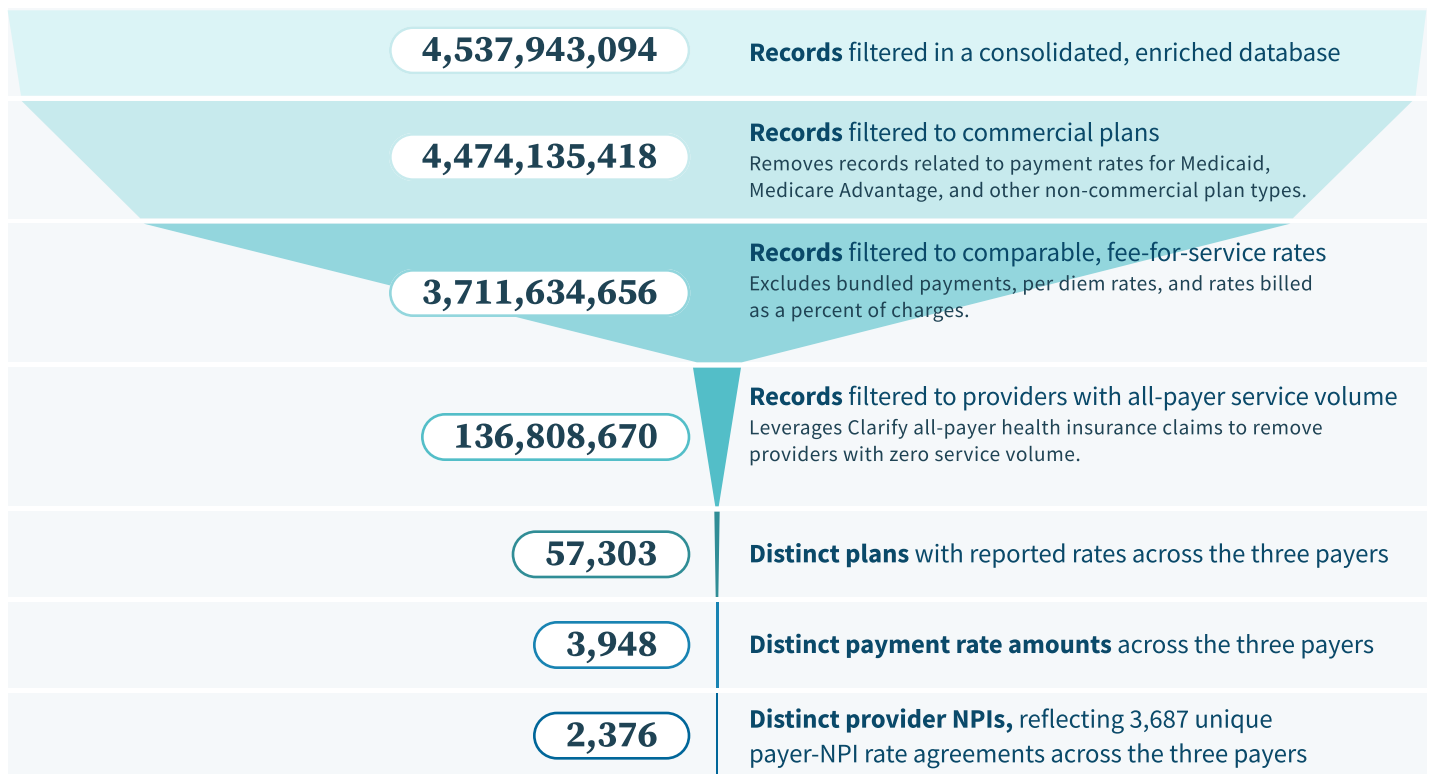 4,537,943,094
Records filtered in a consolidated, enriched database
4,474,135,418
Records filtered to commercial plans
Removes records related to payment rates for Medicaid,
Medicare Advantage, and other non-commercial plan types.
3,711,634,656
Records filtered to comparable, fee-for-service rates
Excludes bundled payments, per diem rates, and rates billed
as a percent of charges.
136,808,670
Records filtered to providers with all-payer service volume
Leverages Clarify all-payer health insurance claims to remove
providers with zero service volume.
57,303
Distinct plans with reported rates across the three payers
3,948
Distinct payment rate amounts across the three payers
2,376
Distinct provider NPIs, reflecting 3,687 unique
payer-NPI rate agreements across the three payers